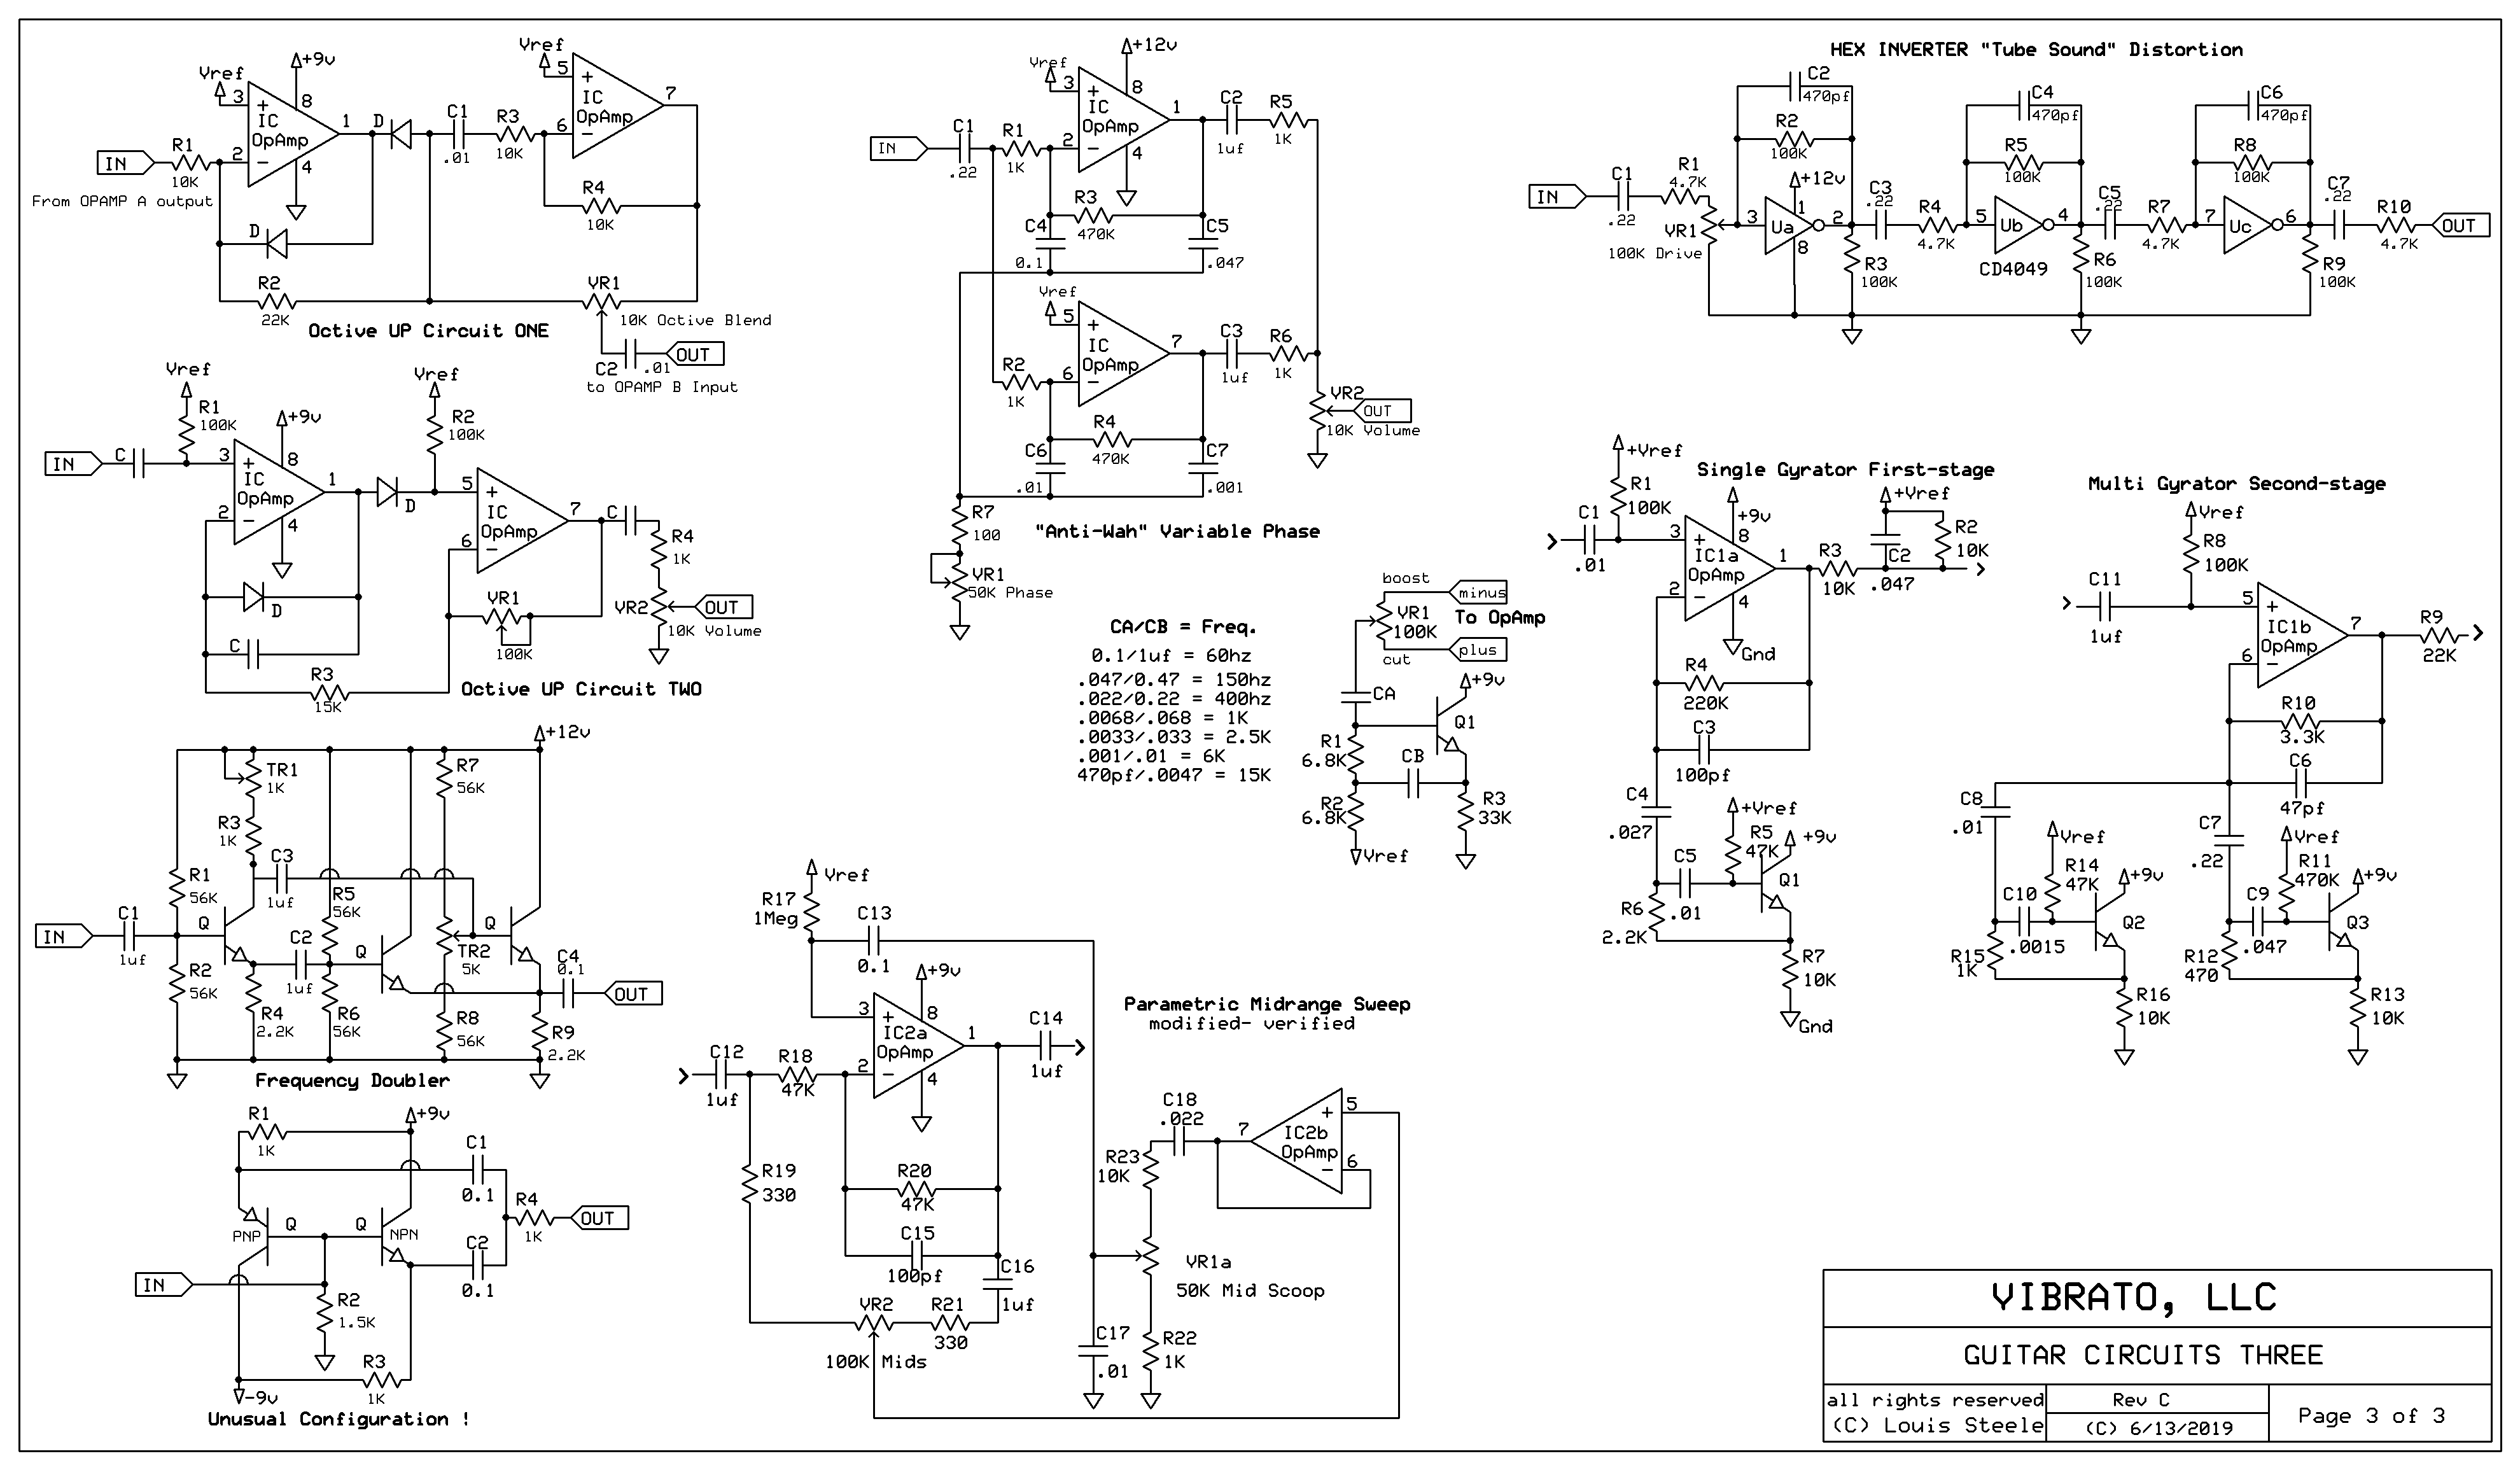 Vref
+9v
3
+
IC
OpAmp
8
1
2
−
4
IN
R1
10K
From OPAMP A output
D
D
C1
.01
R3
10K
Vref
5
+
IC
OpAmp
7
6
−
R4
10K
R2
22K
VR1
10K Octive Blend
C2
.01
OUT
to OPAMP B Input
Octive UP Circuit ONE
Vref
R1
100K
+9v
IN
C
3
+
IC
OpAmp
8
1
2
−
4
D
Vref
R2
100K
5
+
IC
OpAmp
7
6
−
C
R4
1K
VR2
OUT
10K Volume
D
C
VR1
100K
R3
15K
Octive UP Circuit TWO
+12v
TR1
1K
R7
56K
R3
1K
C3
1uf
R1
56K
R5
56K
IN
C1
1uf
Q
C2
1uf
Q
TR2
5K
Q
C4
0.1
OUT
R2
56K
R4
2.2K
R6
56K
R8
56K
R9
2.2K
Frequency Doubler
R1
1K
+9v
C1
0.1
R4
1K
OUT
PNP
Q
Q
NPN
C2
0.1
IN
R2
1.5K
R3
1K
-9v
Unusual Configuration !
+12v
Vref
3
+
IC
OpAmp
8
1
2
−
4
IN
C1
.22
R1
1K
C2
1uf
R5
1K
R3
470K
C4
0.1
C5
.047
Vref
5
+
IC
OpAmp
7
6
−
R2
1K
C3
1uf
R6
1K
VR2
OUT
10K Volume
R4
470K
C6
.01
C7
.001
R7
100
VR1
50K Phase
"Anti-Wah" Variable Phase
CA/CB = Freq.
0.1/1uf = 60hz
.047/0.47 = 150hz
.022/0.22 = 400hz
.0068/.068 = 1K
.0033/.033 = 2.5K
.001/.01 = 6K
470pf/.0047 = 15K
boost
minus
VR1
100K
To OpAmp
cut
plus
+9v
CA
Q1
R1
6.8K
CB
R2
6.8K
R3
33K
Vref
Vref
R17
1Meg
C13
0.1
+9v
3
+
IC2a
OpAmp
8
1
2
−
4
C14
1uf
C12
1uf
R18
47K
R19
330
R20
47K
C15
100pf
C16
1uf
VR2
R21
330
100K Mids
Parametric Midrange Sweep
modified- verified
C18
.022
7
IC2b
OpAmp
5
+
6
−
R23
10K
VR1a
50K Mid Scoop
C17
.01
R22
1K
HEX INVERTER "Tube Sound" Distortion
C2
470pf
R2
100K
IN
C1
.22
R1
4.7K
VR1
100K Drive
+12v
3
Ua
1
2
8
C3
.22
R3
100K
R4
4.7K
C4
470pf
R5
100K
5
Ub
4
CD4049
C5
.22
R6
100K
R7
4.7K
C6
470pf
R8
100K
7
Uc
6
C7
.22
R9
100K
R10
4.7K
OUT
+Vref
Single Gyrator First-stage
R1
100K
C1
.01
+9v
3
+
IC1a
OpAmp
8
1
2
−
4
Gnd
R3
10K
+Vref
C2
.047
R2
10K
R4
220K
C3
100pf
C4
.027
+Vref
R5
47K
+9v
C5
.01
Q1
R6
2.2K
R7
10K
Gnd
Multi Gyrator Second-stage
Vref
R8
100K
C11
1uf
5
+
IC1b
OpAmp
7
6
−
R9
22K
R10
3.3K
C6
47pf
C8
.01
C7
.22
Vref
R14
47K
+9v
Vref
R11
470K
+9v
C10
.0015
Q2
C9
.047
Q3
R15
1K
R12
470
R16
10K
R13
10K
VIBRATO, LLC
GUITAR CIRCUITS THREE
all rights reserved
(C) Louis Steele
Rev C
(C) 6/13/2019
Page 3 of 3